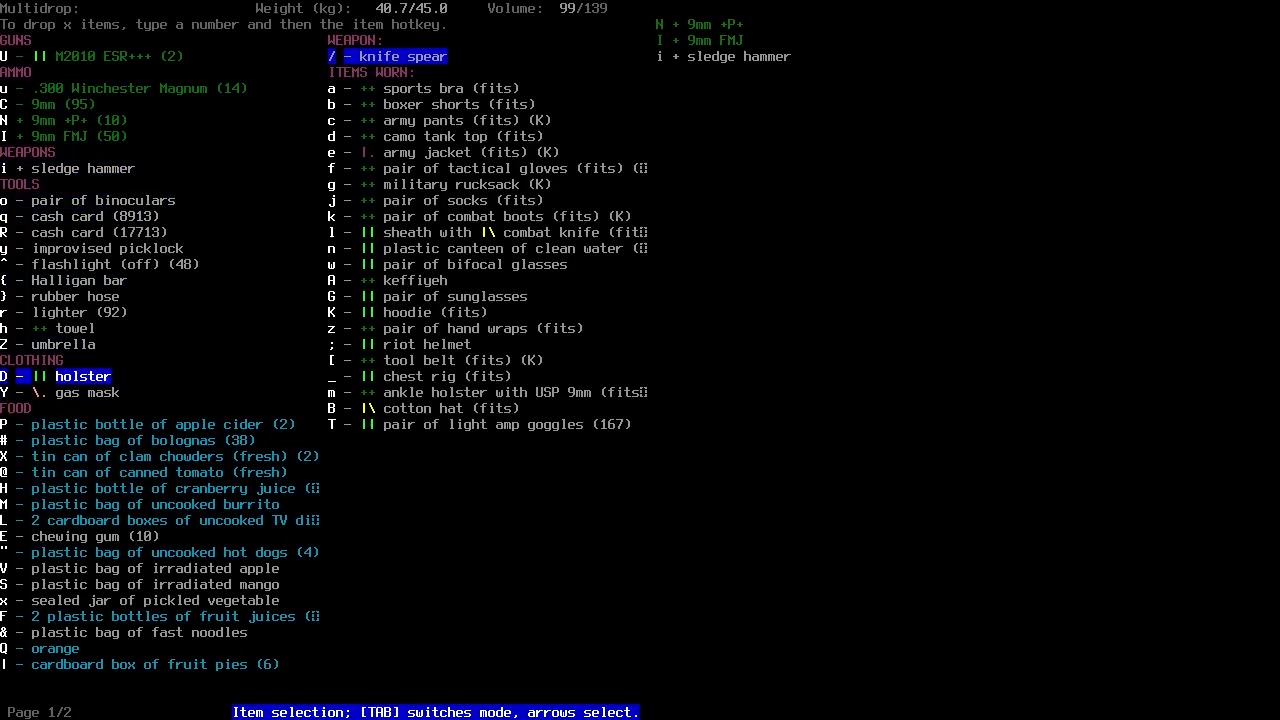 Multidrop: Weight (kg): 40.7/45.0 Volume: 99/139
To drop x items, type a number and then the item hotkey. N + 9mm +P+
GUNS WEAPON: I + 9mm FMJ
U - || M2010 ESR+++ (2) / - knife spear i + sledge hammer
AMMO ITEMS WORN:
u - .300 Winchester Magnum (14) a - ++ sports bra (fits)
C - 9mm (95) b - ++ boxer shorts (fits)
N + 9mm +P+ (10) c - ++ army pants (fits) (K)
I + 9mm FMJ (50) d - ++ camo tank top (fits)
WEAPONS e - |. army jacket (fits) (K)
i + sledge hammer f - ++ pair of tactical gloves (fits) (
TOOLS g - ++ military rucksack (K)
o - pair of binoculars j - ++ pair of socks (fits)
q - cash card (8913) k - ++ pair of combat boots (fits) (K)
R - cash card (17713) l - || sheath with |\ combat knife (fit
y - improvised picklock n - || plastic canteen of clean water (
^ - flashlight (off) (48) w - || pair of bifocal glasses
{ - Halligan bar A - ++ keffiyeh
} - rubber hose G - || pair of sunglasses
r - lighter (92) K - || hoodie (fits)
h - ++ towel z - ++ pair of hand wraps (fits)
Z - umbrella ; - || riot helmet
CLOTHING [ - ++ tool belt (fits) (K)
D - || holster _ - || chest rig (fits)
Y - \. gas mask m - ++ ankle holster with USP 9mm (fits
FOOD B - |\ cotton hat (fits)
P - plastic bottle of apple cider (2) T - || pair of light amp goggles (167)
# - plastic bag of bolognas (38)
X - tin can of clam chowders (fresh) (2)
@ - tin can of canned tomato (fresh)
H - plastic bottle of cranberry juice (
M - plastic bag of uncooked burrito
L - 2 cardboard boxes of uncooked TV di
E - chewing gum (10)
" - plastic bag of uncooked hot dogs (4)
V - plastic bag of irradiated apple
S - plastic bag of irradiated mango
x - sealed jar of pickled vegetable
F - 2 plastic bottles of fruit juices (
& - plastic bag of fast noodles
Q - orange
| - cardboard box of fruit pies (6)
Page 1/2 Item selection; [TAB] switches mode, arrows select.